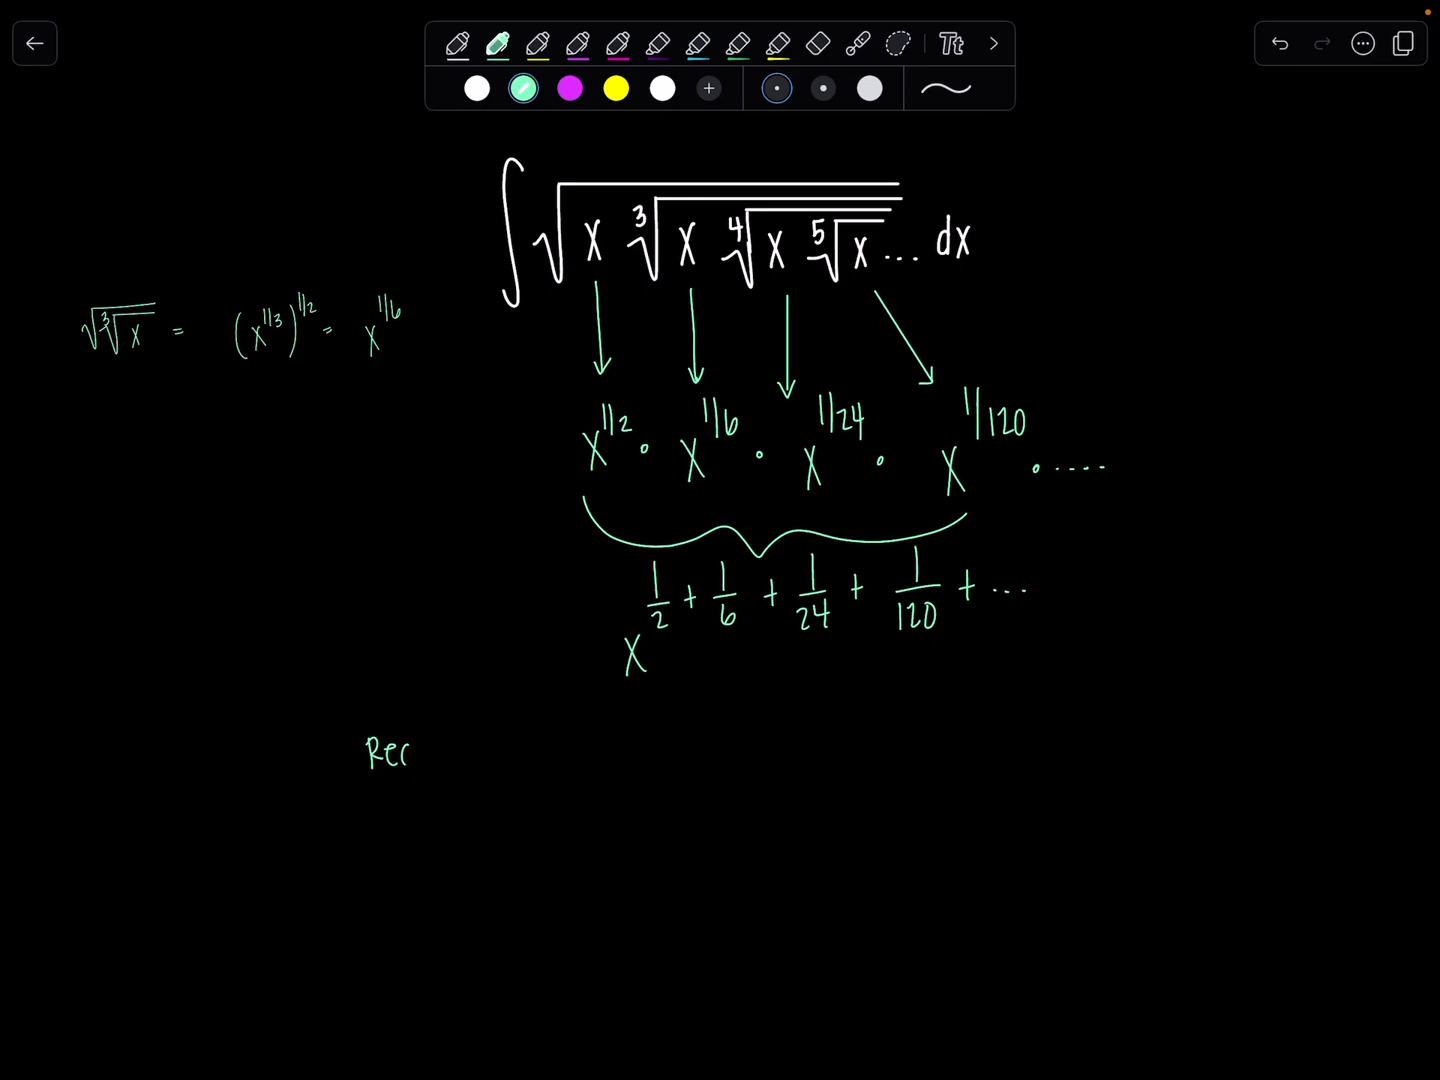 Tt
∫ √(x ∛(x ∜(x ⁵√x ... dx
√(∛x) = (x^1/3)^1/2 = x^1/6
x^1/2 · x^1/6 · x^1/24 · x^1/120 · ....
x^(1/2 + 1/6 + 1/24 + 1/120 + ...)
Rec